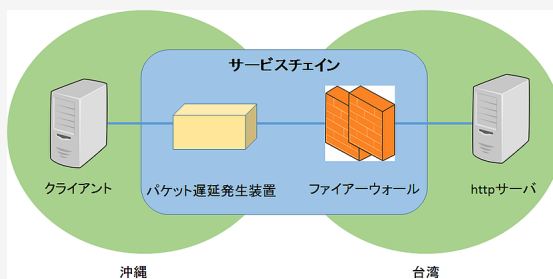 サービスチェイン
クライアント
パケット遅延発生装置
ファイアーウォール
httpサーバ
沖縄
台湾